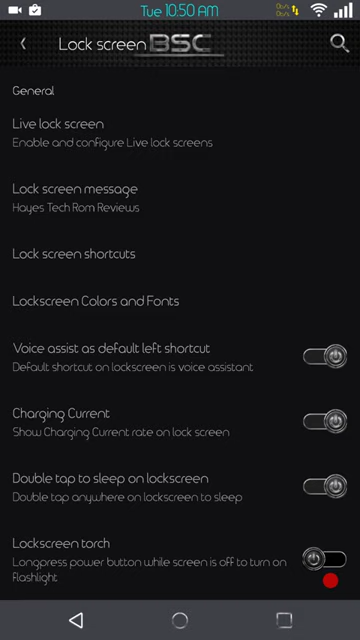 Tue 10:50 AM
0b/s
0b/s
Lock screen
BSC
General
Live lock screen
Enable and configure Live lock screens
Lock screen message
Hayes Tech Rom Reviews
Lock screen shortcuts
Lockscreen Colors and Fonts
Voice assist as default left shortcut
Default shortcut on lockscreen is voice assistant
Charging Current
Show Charging Current rate on lock screen
Double tap to sleep on lockscreen
Double tap anywhere on lockscreen to sleep
Lockscreen torch
Longpress power button while screen is off to turn on
flashlight